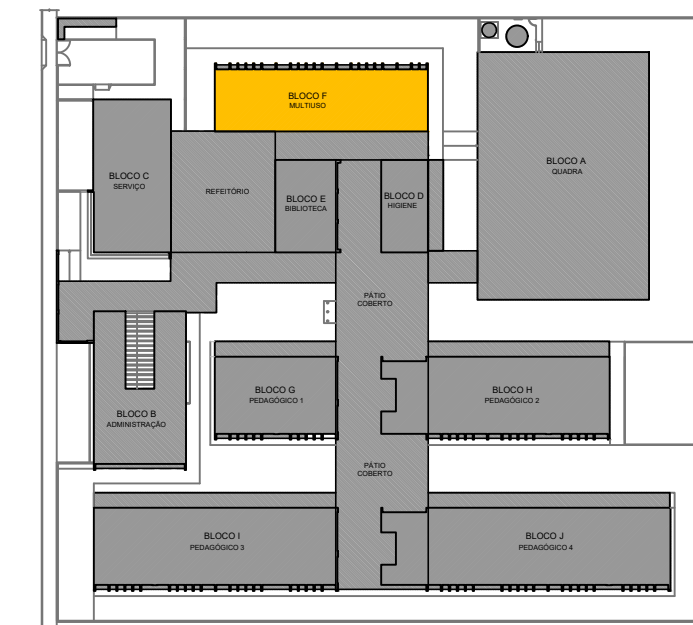 BLOCO F
MULTIUSO
BLOCO A
QUADRA
BLOCO C
SERVIÇO
REFEITÓRIO
BLOCO E
BIBLIOTECA
BLOCO D
HIGIENE
PÁTIO
COBERTO
BLOCO G
PEDAGÓGICO 1
BLOCO H
PEDAGÓGICO 2
BLOCO B
ADMINISTRAÇÃO
PÁTIO
COBERTO
BLOCO I
PEDAGÓGICO 3
BLOCO J
PEDAGÓGICO 4